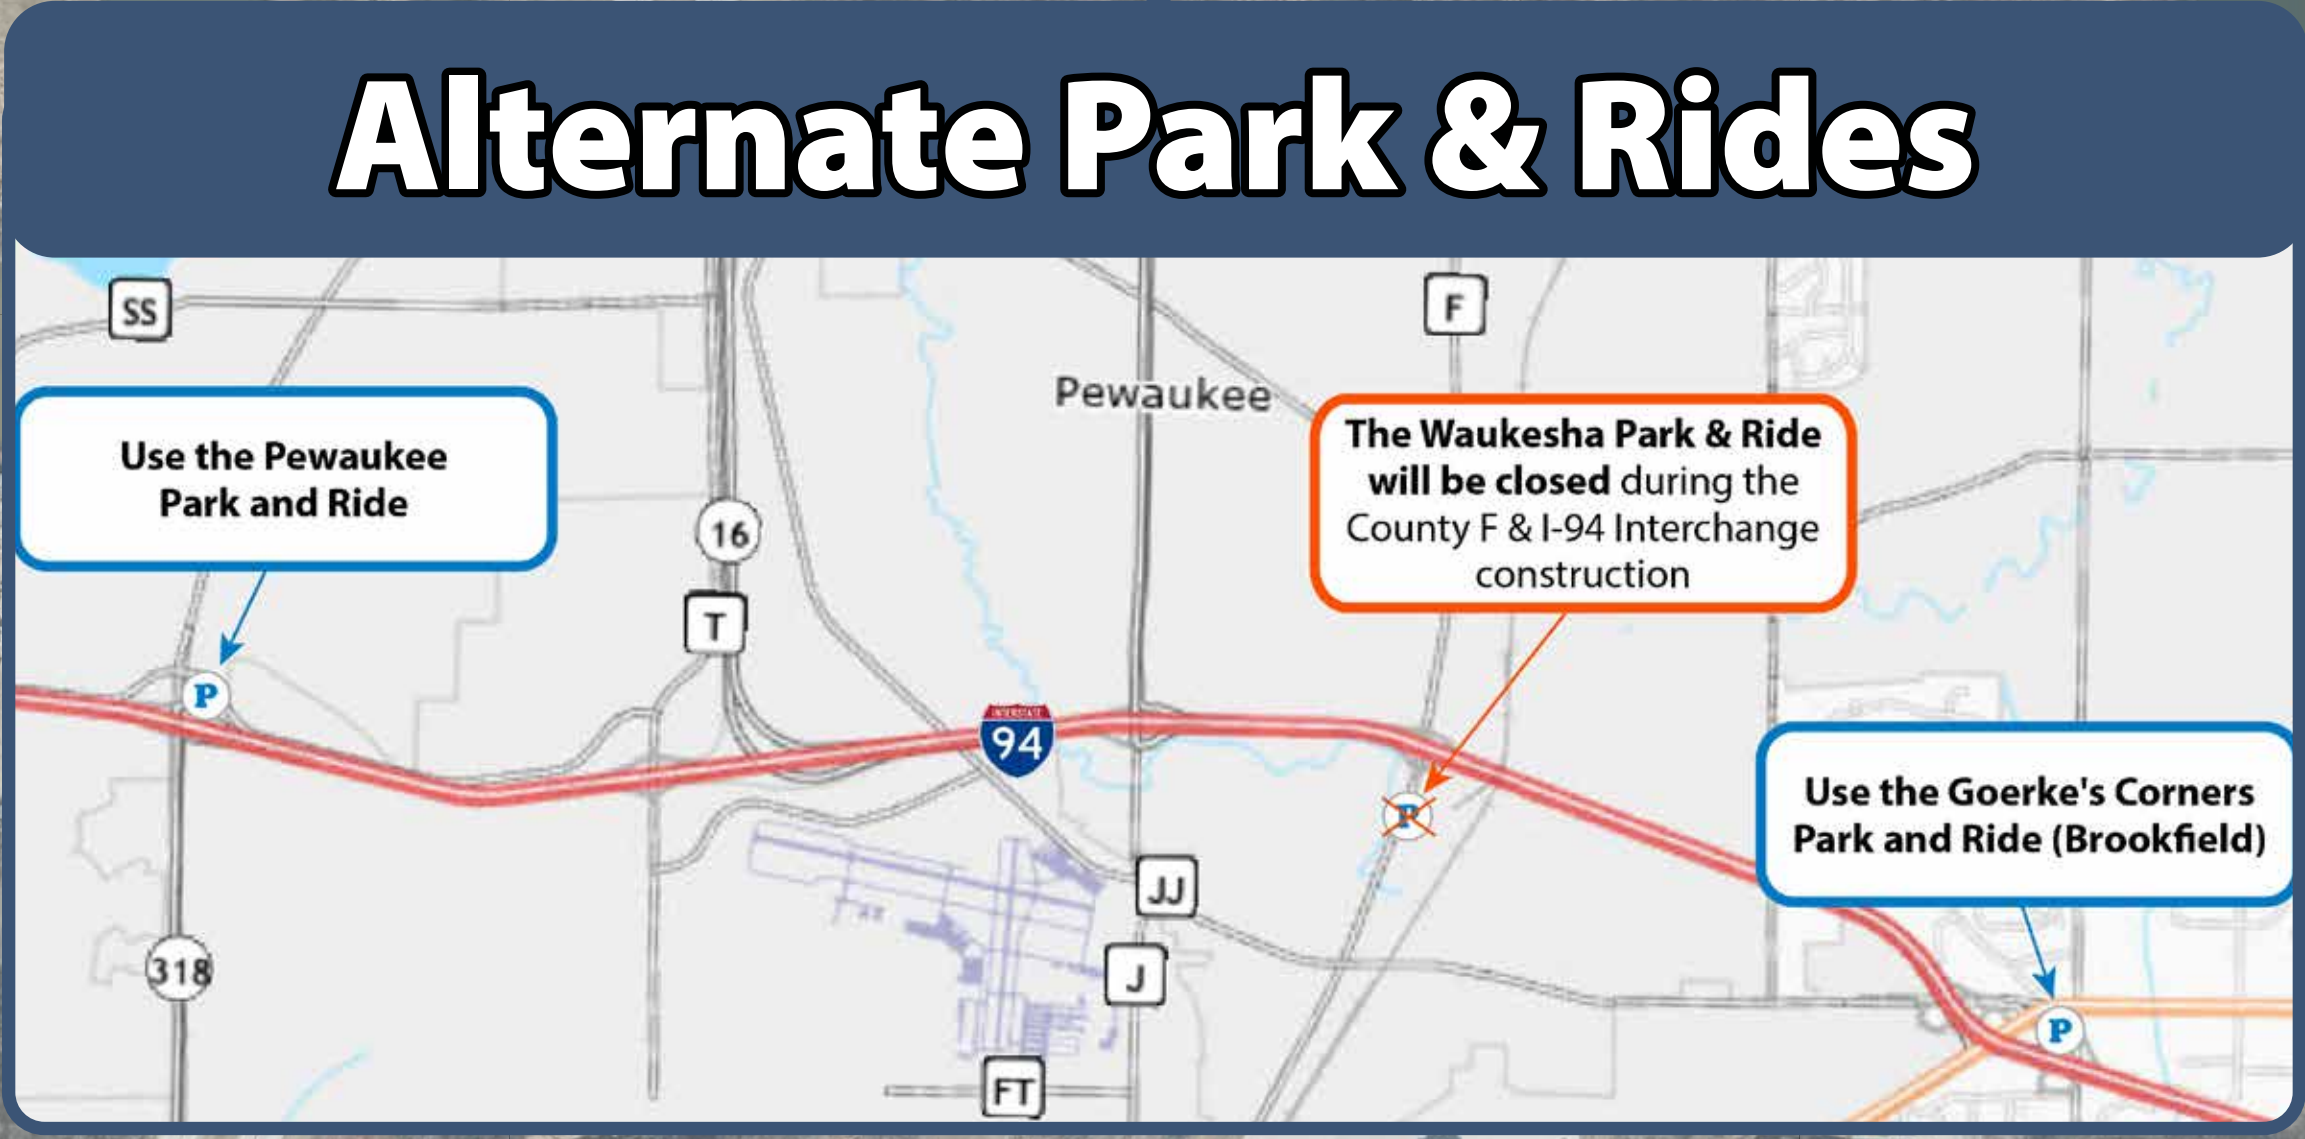 Alternate Park & Rides
SS
F
Pewaukee
Use the Pewaukee
Park and Ride
The Waukesha Park & Ride
will be closed during the
County F & I-94 Interchange
construction
16
T
P
INTERSTATE
94
P
Use the Goerke's Corners
Park and Ride (Brookfield)
JJ
318
J
P
FT